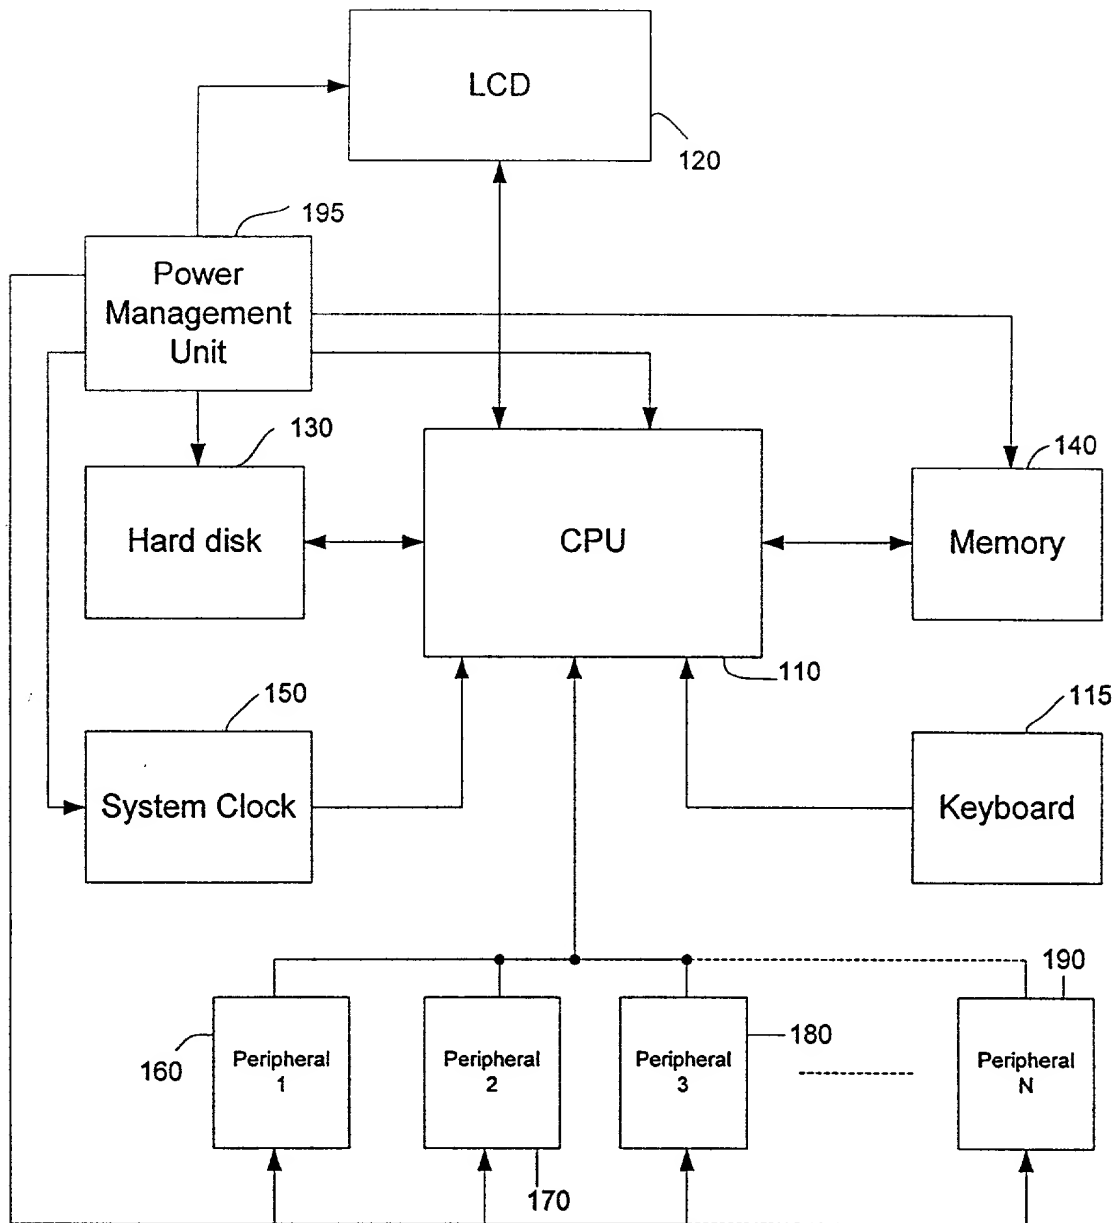 LCD
120
195
Power
Management
Unit
130
140
Hard disk
CPU
Memory
110
150
115
System Clock
Keyboard
190
160
Peripheral
1
Peripheral
2
Peripheral
3
180
Peripheral
N
170